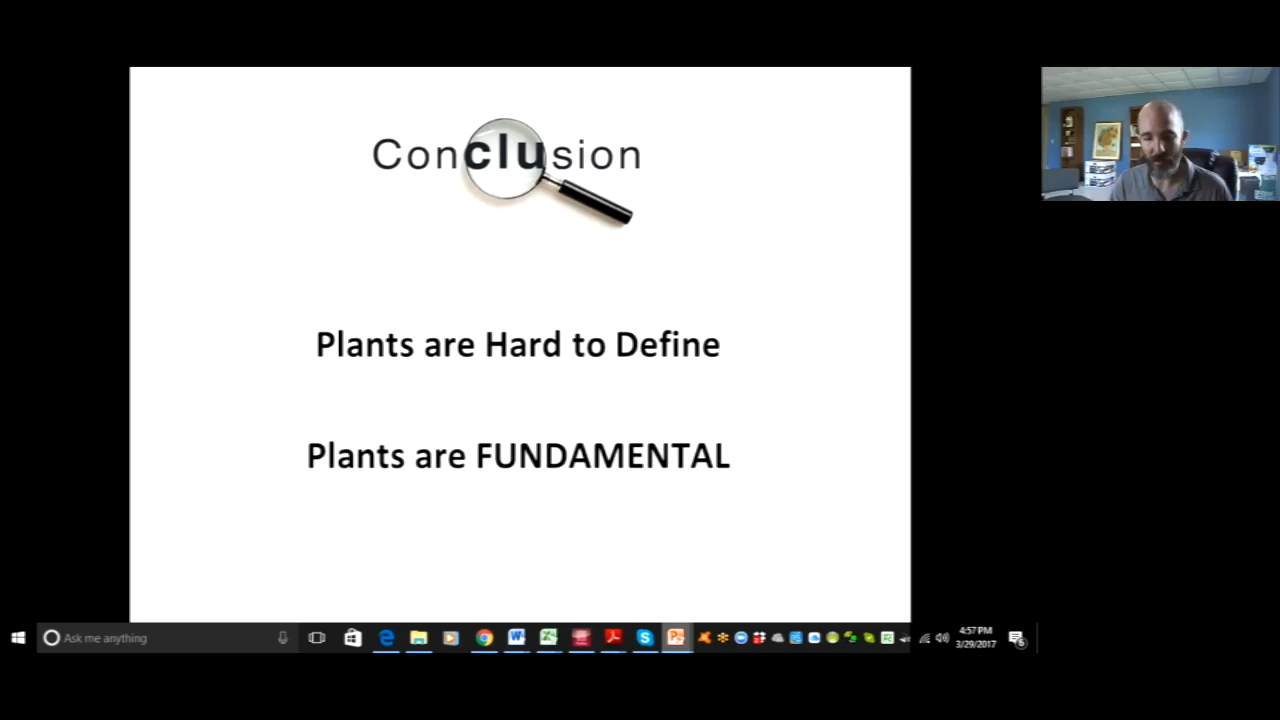 Conclusion
Plants are Hard to Define
Plants are FUNDAMENTAL
Ask me anything
4:57 PM
3/29/2017